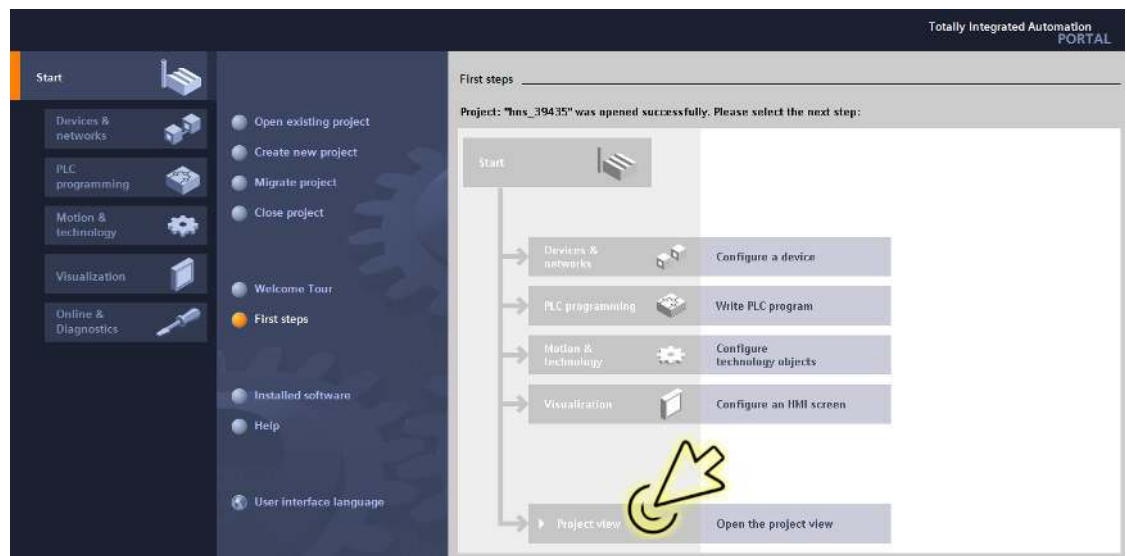 Totally Integrated Automation
PORTAL
Start
Devices &
networks
PLC
programming
Motion &
technology
Visualization
Online &
Diagnostics
Open existing project
Create new project
Migrate project
Close project
Welcome Tour
First steps
Installed software
Help
User interface language
First steps
Project: "hns_39435" was opened successfully. Please select the next step:
Start
Devices &
networks
Configure a device
PLC programming
Write PLC program
Motion &
technology
Configure
technology objects
Visualization
Configure an HMI screen
Project view
Open the project view